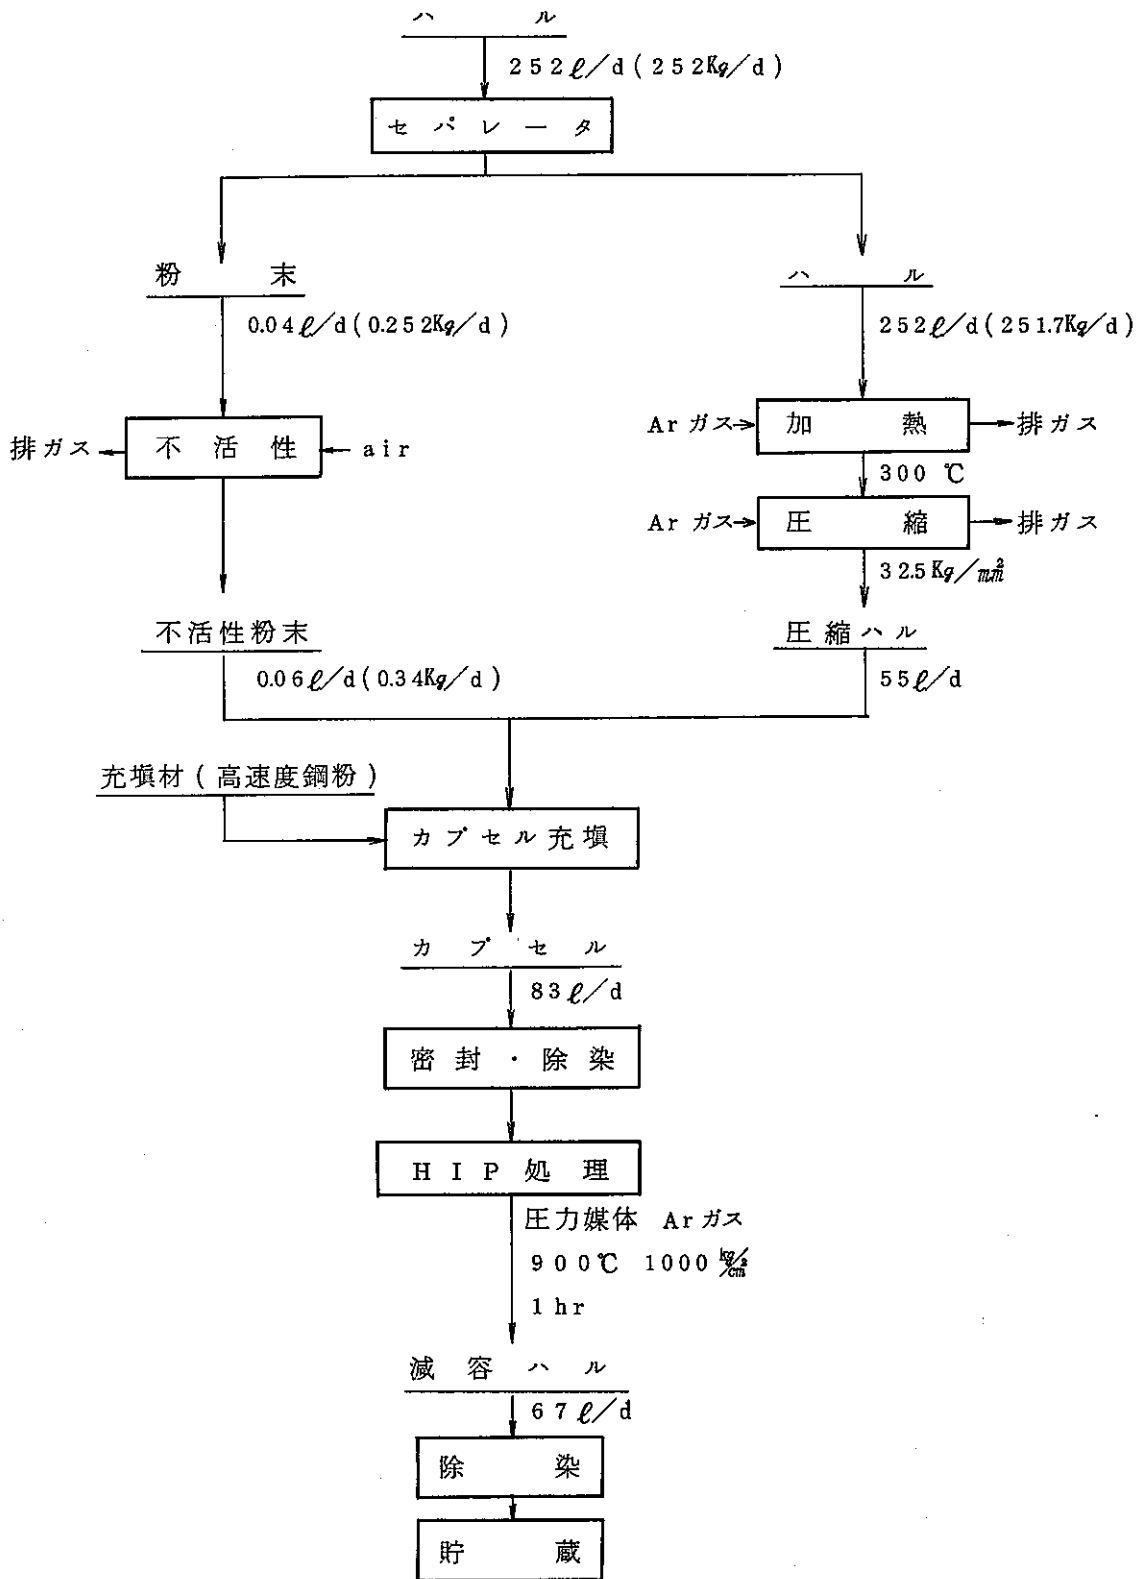 ハル
252ℓ/d(252Kg/d)
セパレータ
粉末
ハル
0.04ℓ/d(0.252Kg/d)
252ℓ/d(251.7Kg/d)
排ガス 不活性 air
Arガス 加熱 排ガス
300℃
Arガス 圧縮 排ガス
32.5Kg/mm²
不活性粉末
圧縮ハル
0.06ℓ/d(0.34Kg/d)
55ℓ/d
充塡材(高速度鋼粉)
カプセル充塡
カプセル
83ℓ/d
密封・除染
HIP処理
圧力媒体 Arガス
900℃ 1000kg/cm²
1hr
減容ハル
67ℓ/d
除染
貯蔵